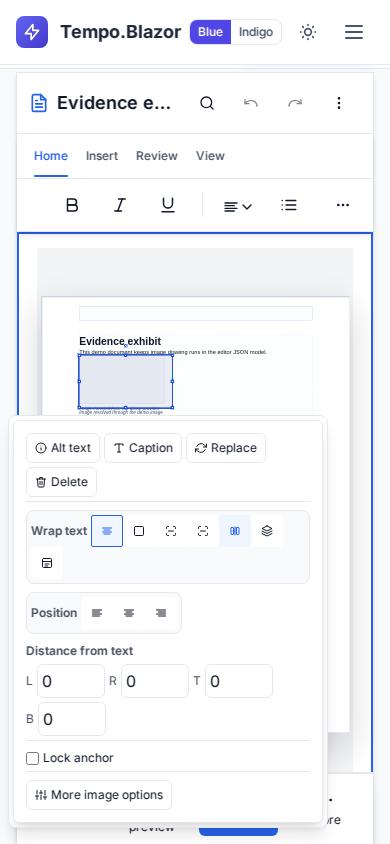 Tempo.Blazor
Blue Indigo
Evidence e...
Home Insert Review View
B I U
Evidence exhibit
This demo document keeps image drawing runs in the editor JSON model.
image resolved through the demo image
Alt text Caption Replace
Delete
Wrap text
Position
Distance from text
L 0 R 0 T 0
B 0
Lock anchor
More image options
preview